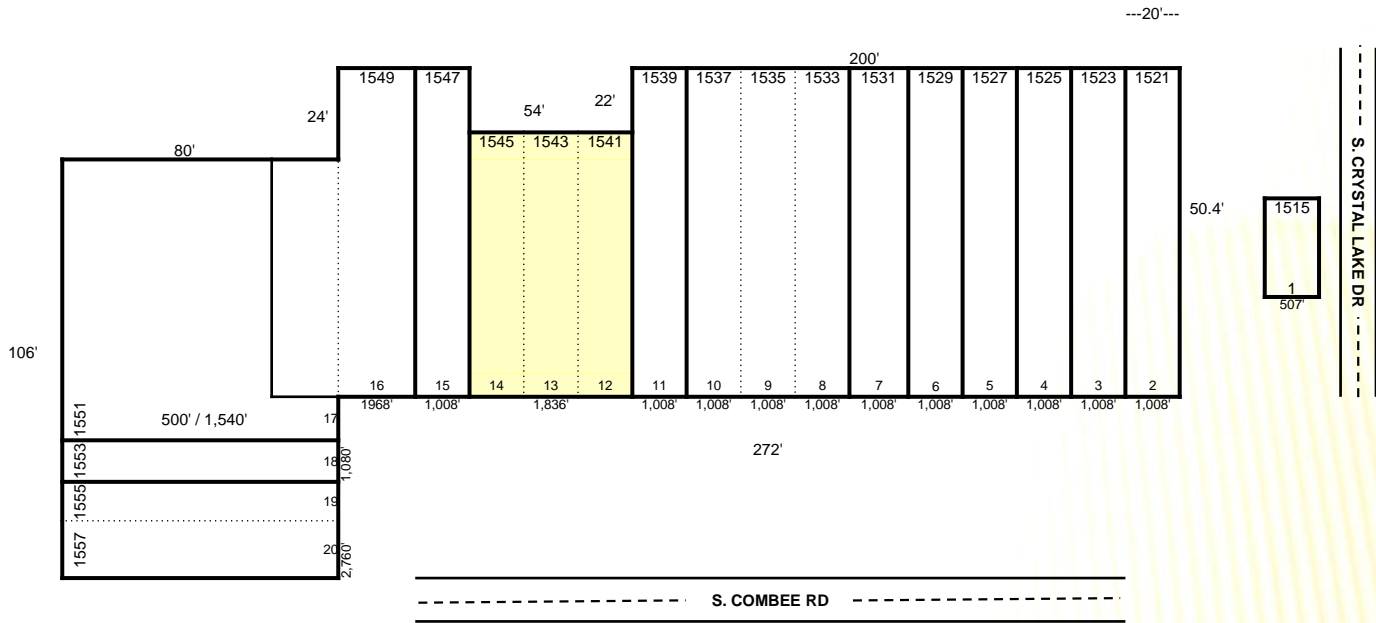 ---20'---
200'
1549 1547 1539 1537 1535 1533 1531 1529 1527 1525 1523 1521
24' 54' 22'
1545 1543 1541
80'
S. CRYSTAL LAKE DR
50.4'
1515
1
507'
106'
16 15 14 13 12 11 10 9 8 7 6 5 4 3 2
1968' 1,008' 1,836' 1,008' 1,008' 1,008' 1,008' 1,008' 1,008' 1,008' 1,008' 1,008' 1,008'
1551 500' / 1,540' 17
272'
1553 18 1,080'
1555 19
1557 20 2,760'
S. COMBEE RD